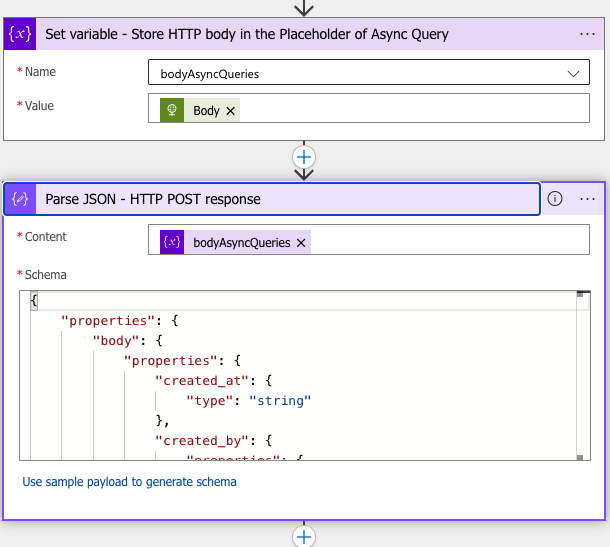 {x} Set variable - Store HTTP body in the Placeholder of Async Query ...
* Name bodyAsyncQueries
* Value Body ×
Parse JSON - HTTP POST response ...
* Content {x} bodyAsyncQueries ×
* Schema
{
"properties": {
"body": {
"properties": {
"created_at": {
"type": "string"
},
"created_by": {
"properties": {
Use sample payload to generate schema